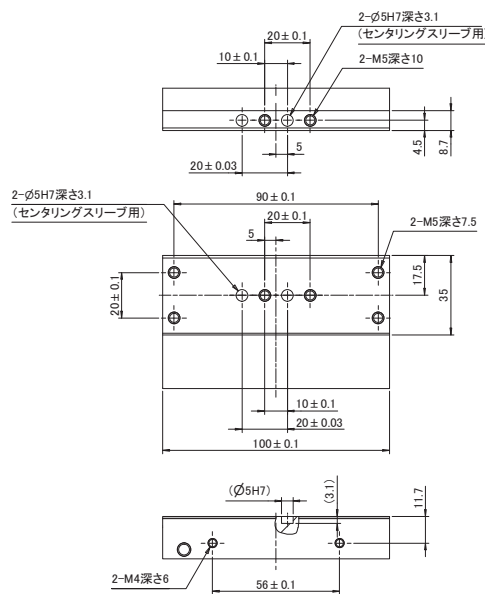 2-Ø5H7深さ3.1
(センタリングスリーブ用)
20±0.1
10±0.1
2-M5深さ10
5
20±0.03
4.5
8.7
2-Ø5H7深さ3.1
(センタリングスリーブ用)
90±0.1
20±0.1
5
2-M5深さ7.5
20±0.1
17.5
35
10±0.1
20±0.03
100±0.1
(Ø5H7)
(3.1)
11.7
2-M4深さ6
56±0.1